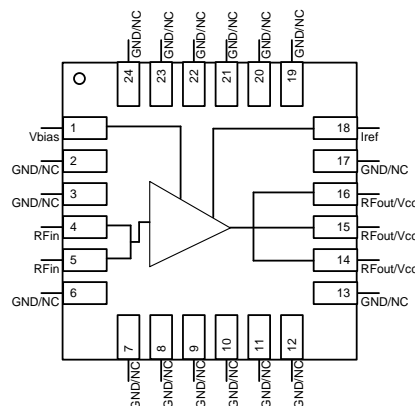 GND/NC
GND/NC
GND/NC
GND/NC
GND/NC
GND/NC
24
23
22
21
20
19
Vbias
1
18
Iref
GND/NC
2
17
GND/NC
GND/NC
3
16
RFout/Vcc
RFin
4
15
RFout/Vcc
RFin
5
14
RFout/Vcc
GND/NC
6
13
GND/NC
7
8
9
10
11
12
GND/NC
GND/NC
GND/NC
GND/NC
GND/NC
GND/NC